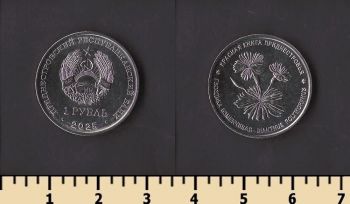 ПРИДНЕСТРОВСКИЙ РЕСПУБЛИКАНСКИЙ БАНК
1 РУБЛЬ
2025
КРАСНАЯ КНИГА ПРИДНЕСТРОВЬЯ
1 2 3 4 5 6 7